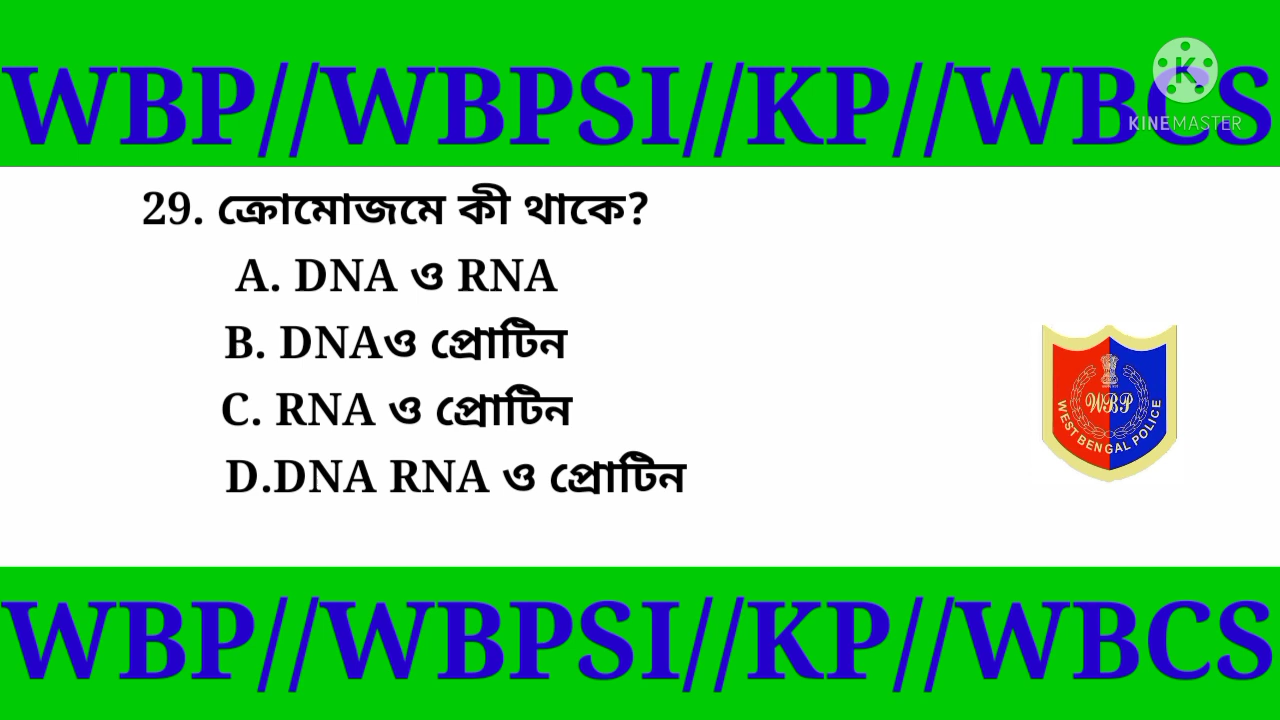 WBP//WBPSI//KP//WBCS
KINEMASTER
29. ক্রোমোজমে কী থাকে?
A. DNA ও RNA
B. DNAও প্রোটিন
C. RNA ও প্রোটিন
D.DNA RNA ও প্রোটিন
WBP
WEST BENGAL POLICE
WBP//WBPSI//KP//WBCS